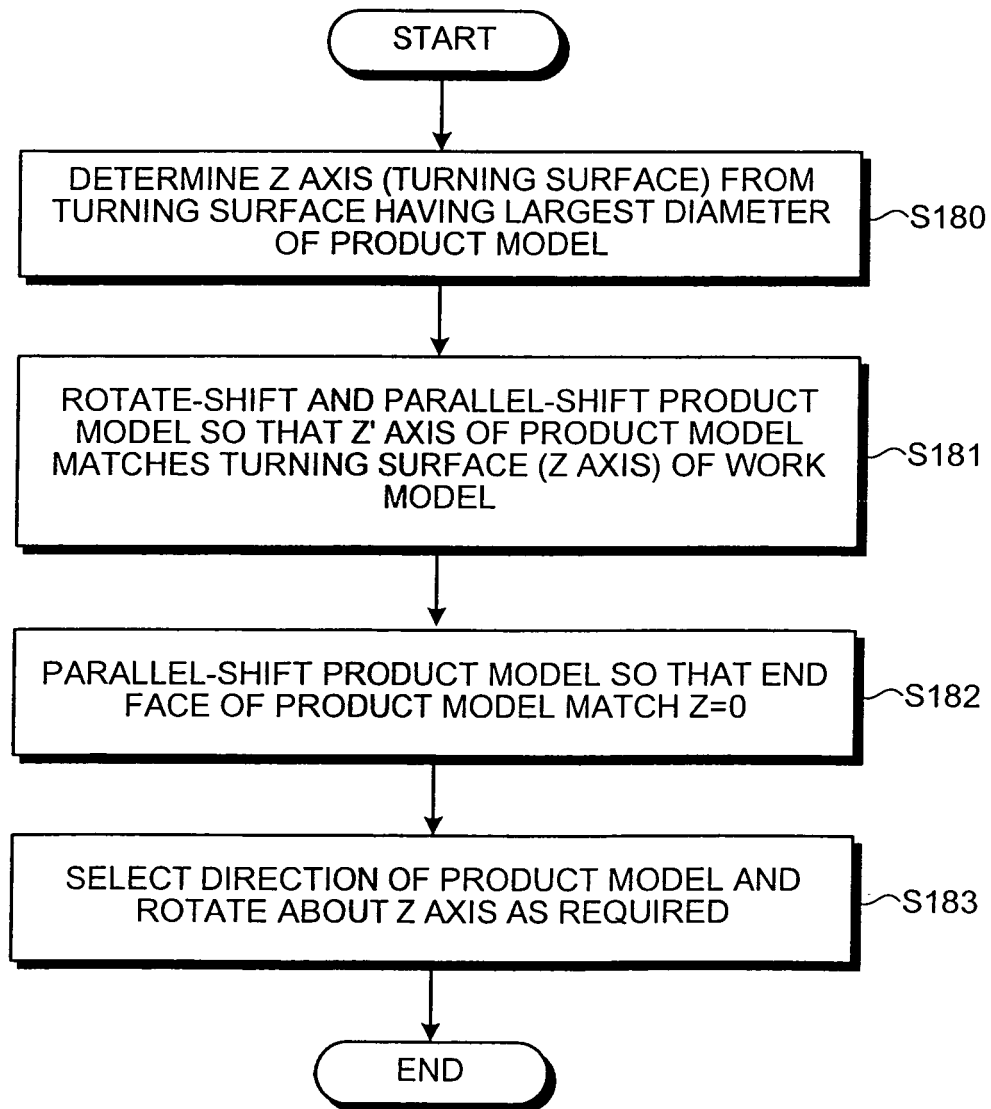 START
DETERMINE Z AXIS (TURNING SURFACE) FROM
TURNING SURFACE HAVING LARGEST DIAMETER
OF PRODUCT MODEL
S180
ROTATE-SHIFT AND PARALLEL-SHIFT PRODUCT
MODEL SO THAT Z' AXIS OF PRODUCT MODEL
MATCHES TURNING SURFACE (Z AXIS) OF WORK
MODEL
S181
PARALLEL-SHIFT PRODUCT MODEL SO THAT END
FACE OF PRODUCT MODEL MATCH Z=0
S182
SELECT DIRECTION OF PRODUCT MODEL AND
ROTATE ABOUT Z AXIS AS REQUIRED
S183
END